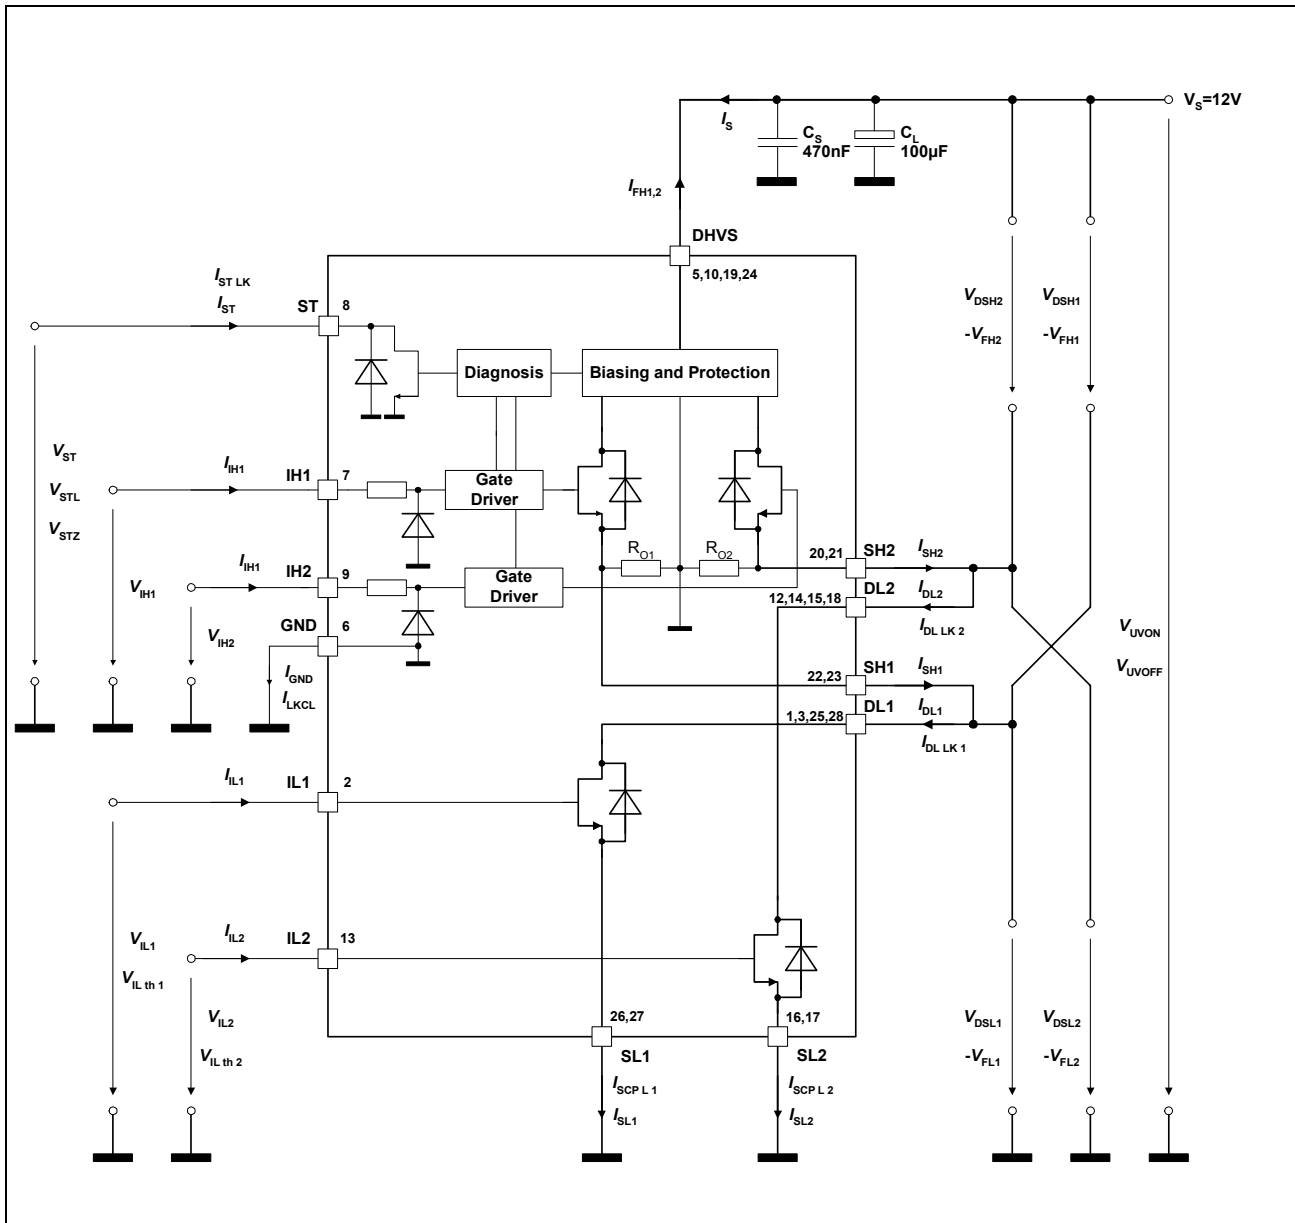 V_S=12V
I_S
C_S
470nF
C_L
100µF
I_FH1,2
DHVS
5,10,19,24
I_ST LK
I_ST
ST
8
V_DSH2
-V_FH2
V_DSH1
-V_FH1
Diagnosis
Biasing and Protection
V_ST
V_STL
V_STZ
I_IH1
IH1
7
Gate
Driver
R_O1
R_O2
20,21
SH2
I_SH2
V_IH1
I_IH1
IH2
9
Gate
Driver
12,14,15,18
DL2
I_DL2
I_DL LK 2
V_IH2
GND
6
I_GND
I_LKCL
V_UVON
V_UVOFF
22,23
SH1
I_SH1
1,3,25,28
DL1
I_DL1
I_DL LK 1
I_IL1
IL1
2
V_IL1
V_IL th 1
I_IL2
IL2
13
V_IL2
V_IL th 2
26,27
SL1
16,17
SL2
V_DSL1
-V_FL1
V_DSL2
-V_FL2
I_SCP L 1
I_SL1
I_SCP L 2
I_SL2